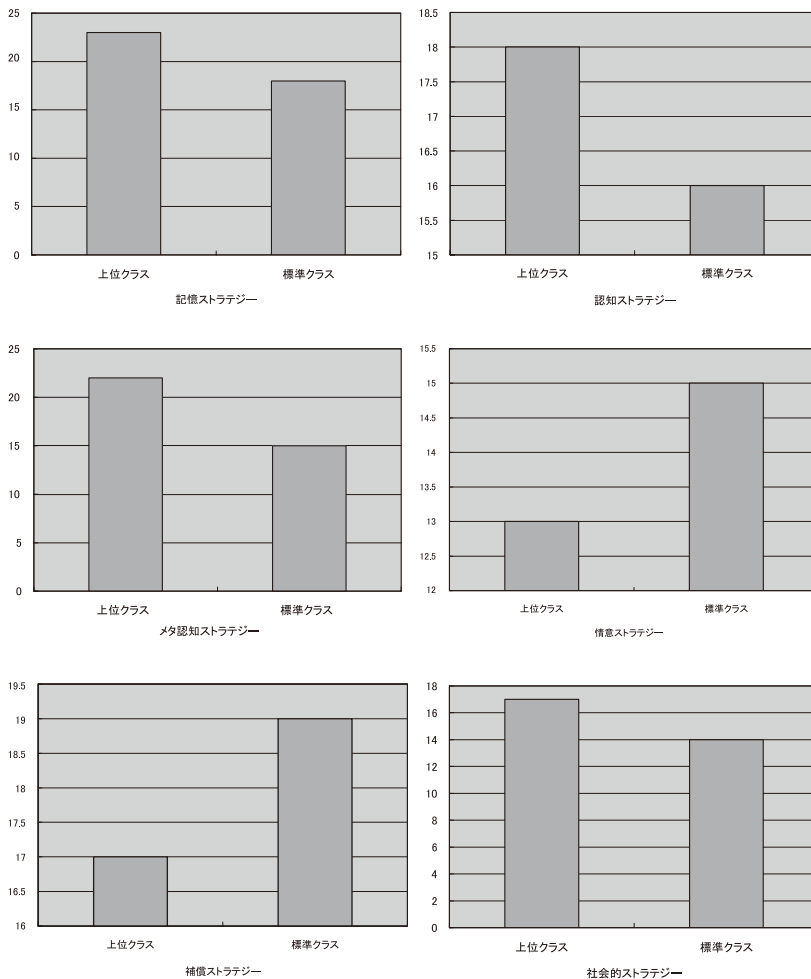 25
20
15
10
5
0
上位クラス
標準クラス
記憶ストラテジー
18.5
18
17.5
17
16.5
16
15.5
15
上位クラス
標準クラス
認知ストラテジー
25
20
15
10
5
0
上位クラス
標準クラス
メタ認知ストラテジー
15.5
15
14.5
14
13.5
13
12.5
12
上位クラス
標準クラス
情意ストラテジー
19.5
19
18.5
18
17.5
17
16.5
16
上位クラス
標準クラス
補償ストラテジー
18
16
14
12
10
8
6
4
2
0
上位クラス
標準クラス
社会的ストラテジー